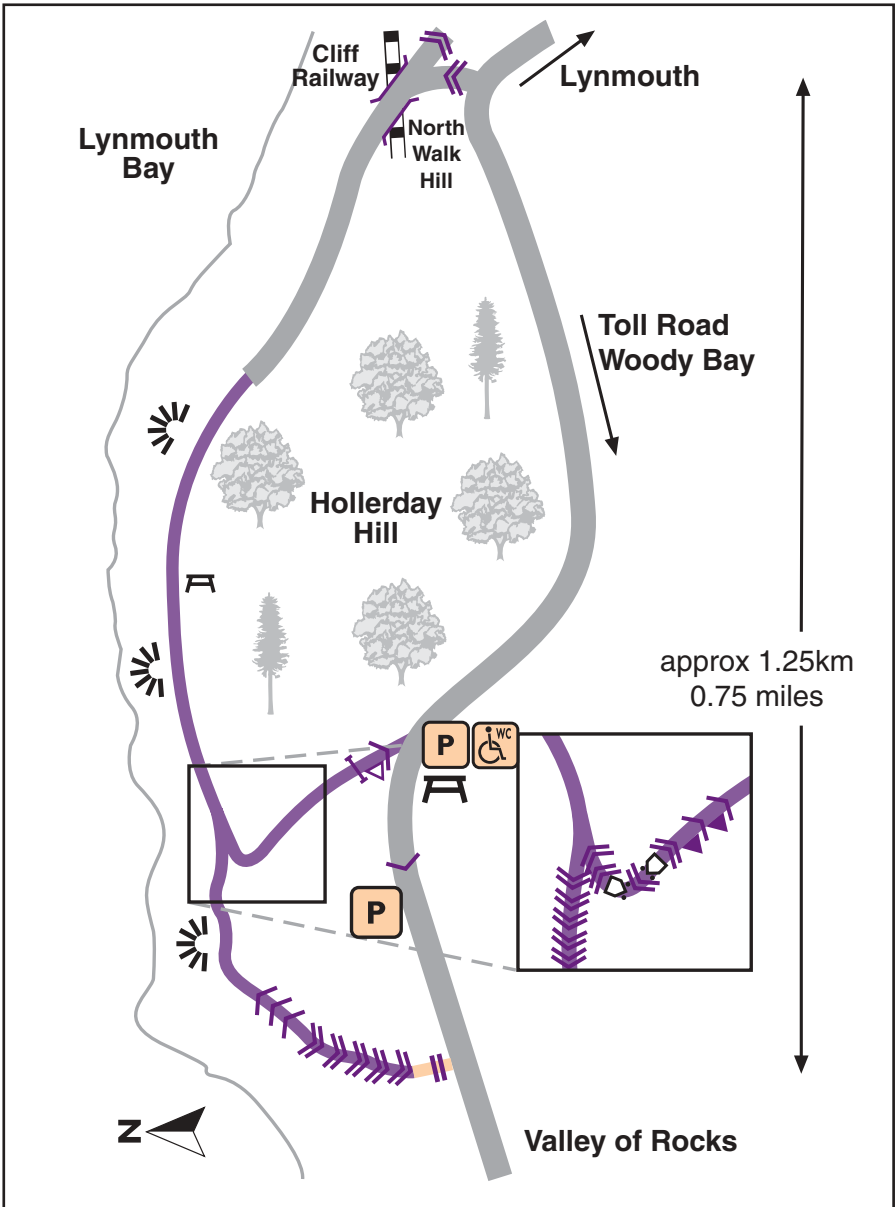 Cliff
Railway
Lynmouth
Lynmouth
Bay
North
Walk
Hill
Toll Road
Woody Bay
Hollerday
Hill
approx 1.25km
0.75 miles
P
WC
P
N
Valley of Rocks